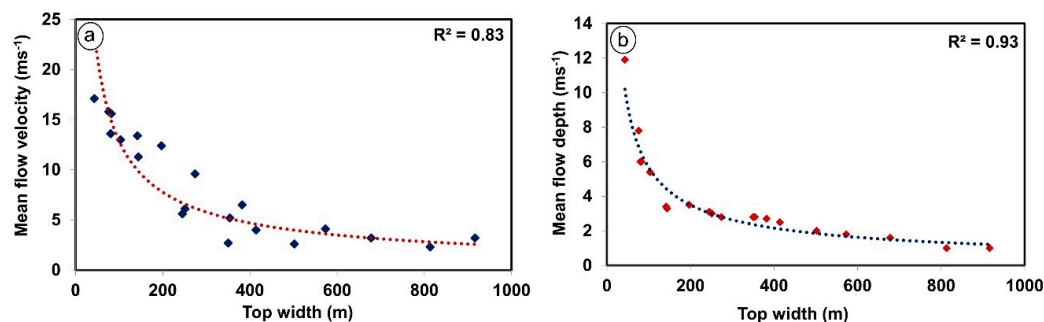 a
R² = 0.83
Mean flow velocity (ms⁻¹)
25
20
15
10
5
0
0 200 400 600 800 1000
Top width (m)
b
R² = 0.93
Mean flow depth (ms⁻¹)
14
12
10
8
6
4
2
0
0 200 400 600 800 1000
Top width (m)